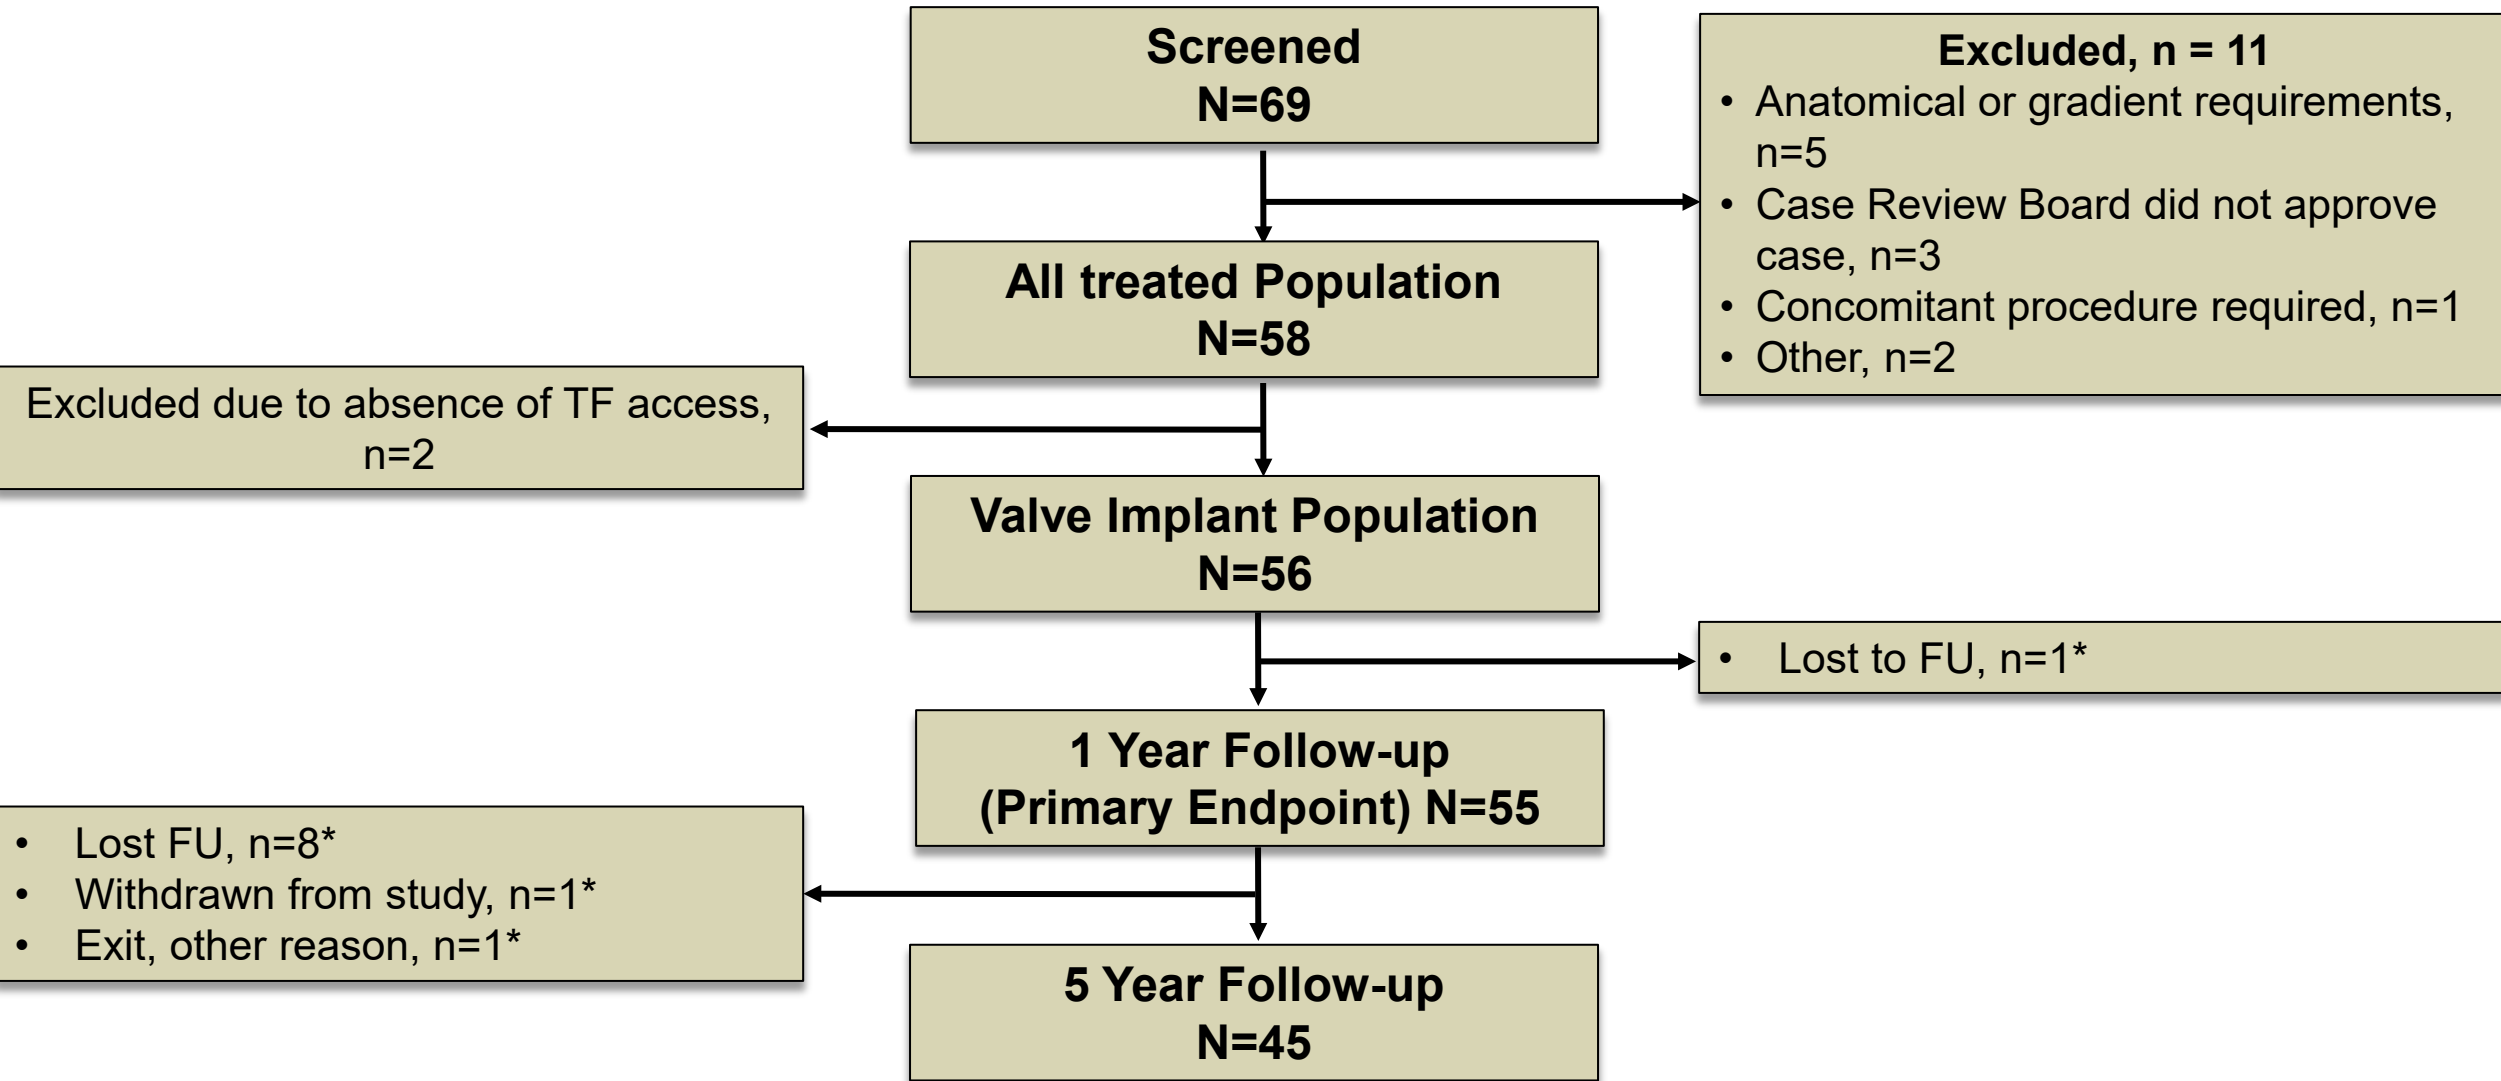 Screened
N=69
Excluded, n = 11
• Anatomical or gradient requirements,
n=5
• Case Review Board did not approve
case, n=3
• Concomitant procedure required, n=1
• Other, n=2
All treated Population
N=58
Excluded due to absence of TF access,
n=2
Valve Implant Population
N=56
• Lost to FU, n=1*
1 Year Follow-up
(Primary Endpoint) N=55
• Lost FU, n=8*
• Withdrawn from study, n=1*
• Exit, other reason, n=1*
5 Year Follow-up
N=45